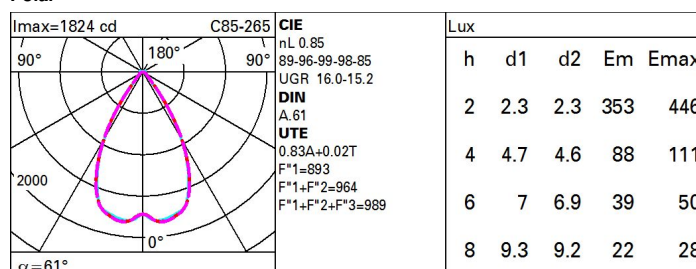 Imax=1824 cd C85-265
90° 180° 90°
2000
0°
α=61°
CIE
nL 0.85
89-96-99-98-85
UGR 16.0-15.2
DIN
A.61
UTE
0.83A+0.02T
F"1=893
F"1+F"2=964
F"1+F"2+F"3=989
Lux
h d1 d2 Em Emax
2 2.3 2.3 353 446
4 4.7 4.6 88 111
6 7 6.9 39 50
8 9.3 9.2 22 28